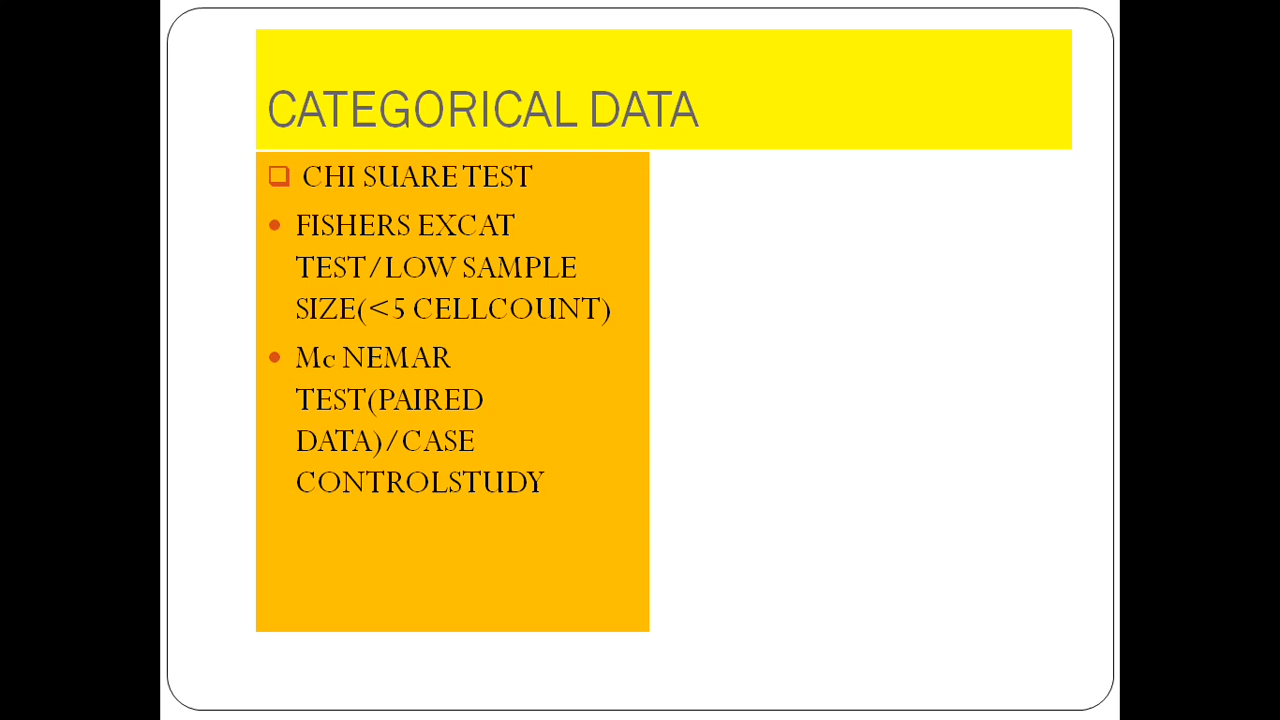 CATEGORICAL DATA
CHI SUARE TEST
FISHERS EXCAT
TEST/LOW SAMPLE
SIZE(<5 CELLCOUNT)
Mc NEMAR
TEST(PAIRED
DATA)/CASE
CONTROLSTUDY